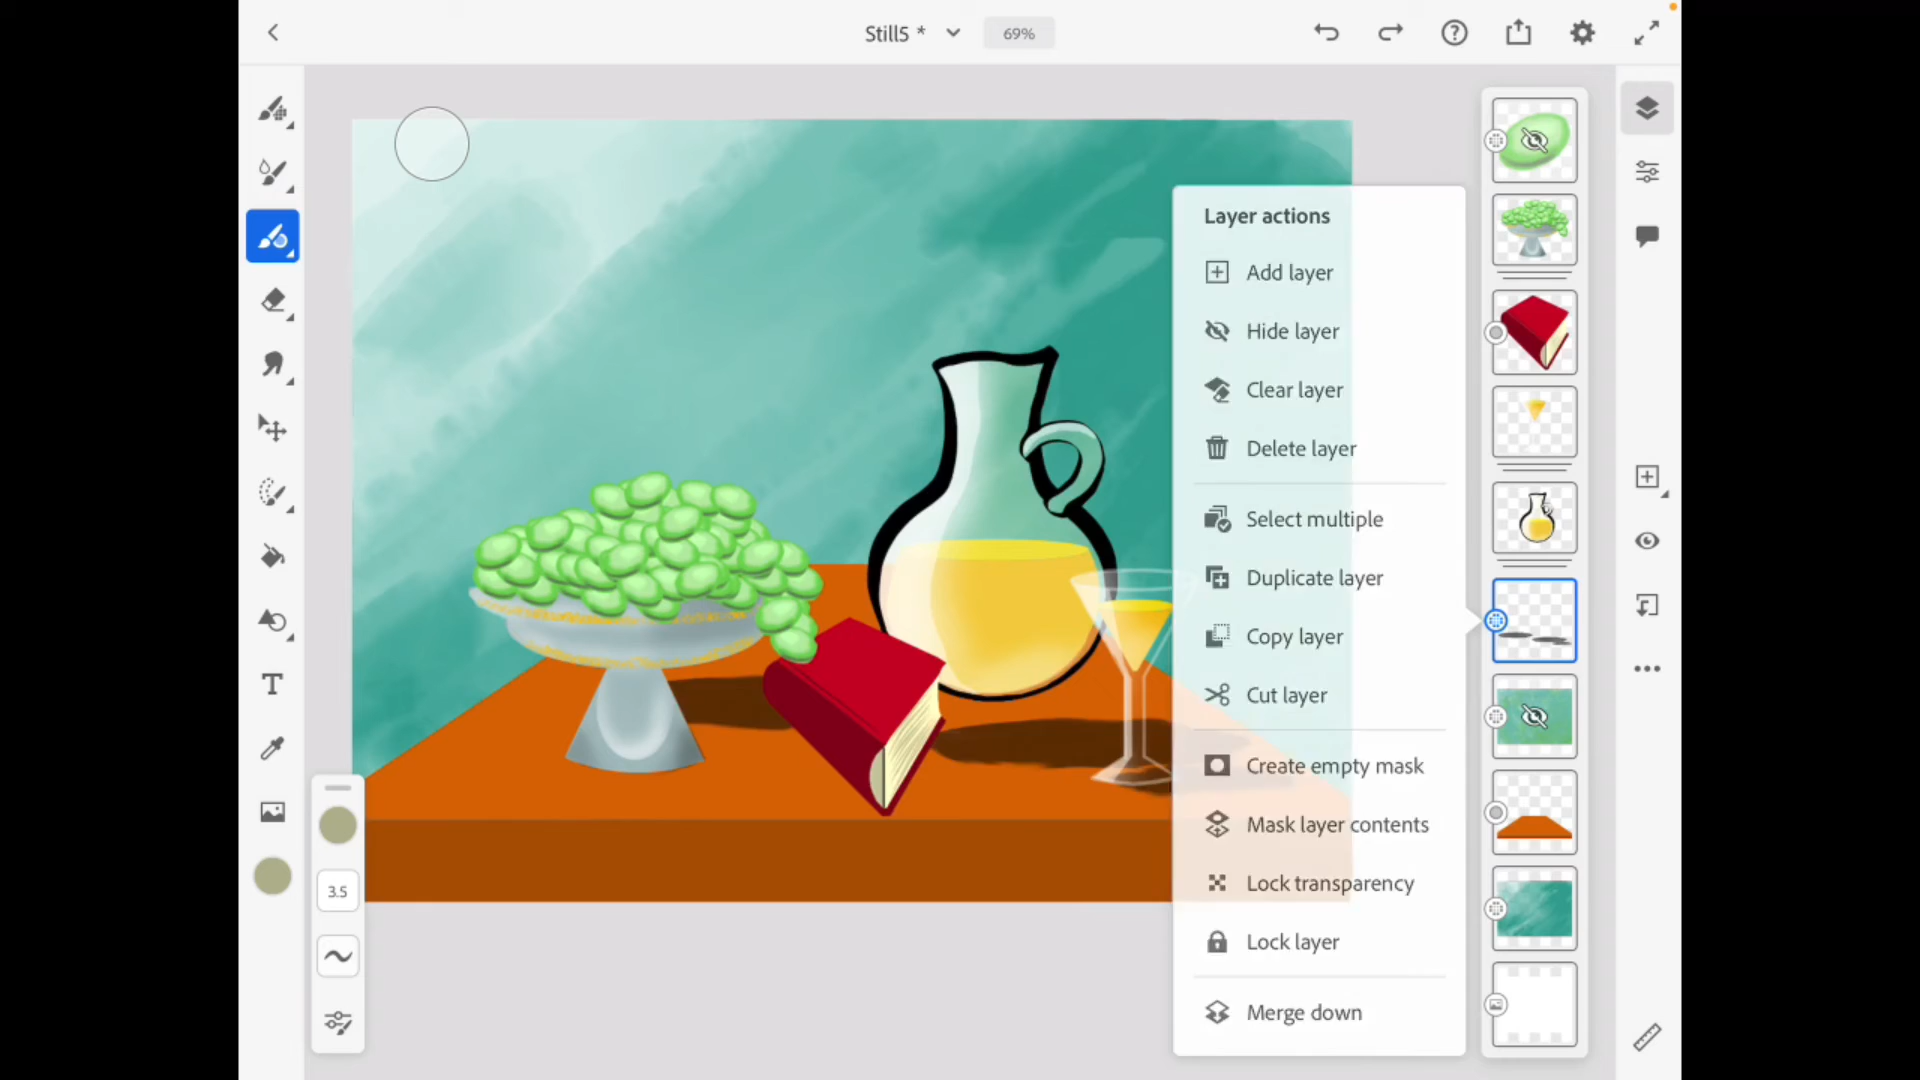 Still5 *
69%
Layer actions
Add layer
Hide layer
Clear layer
Delete layer
Select multiple
Duplicate layer
Copy layer
Cut layer
Create empty mask
Mask layer contents
Lock transparency
Lock layer
Merge down
3.5